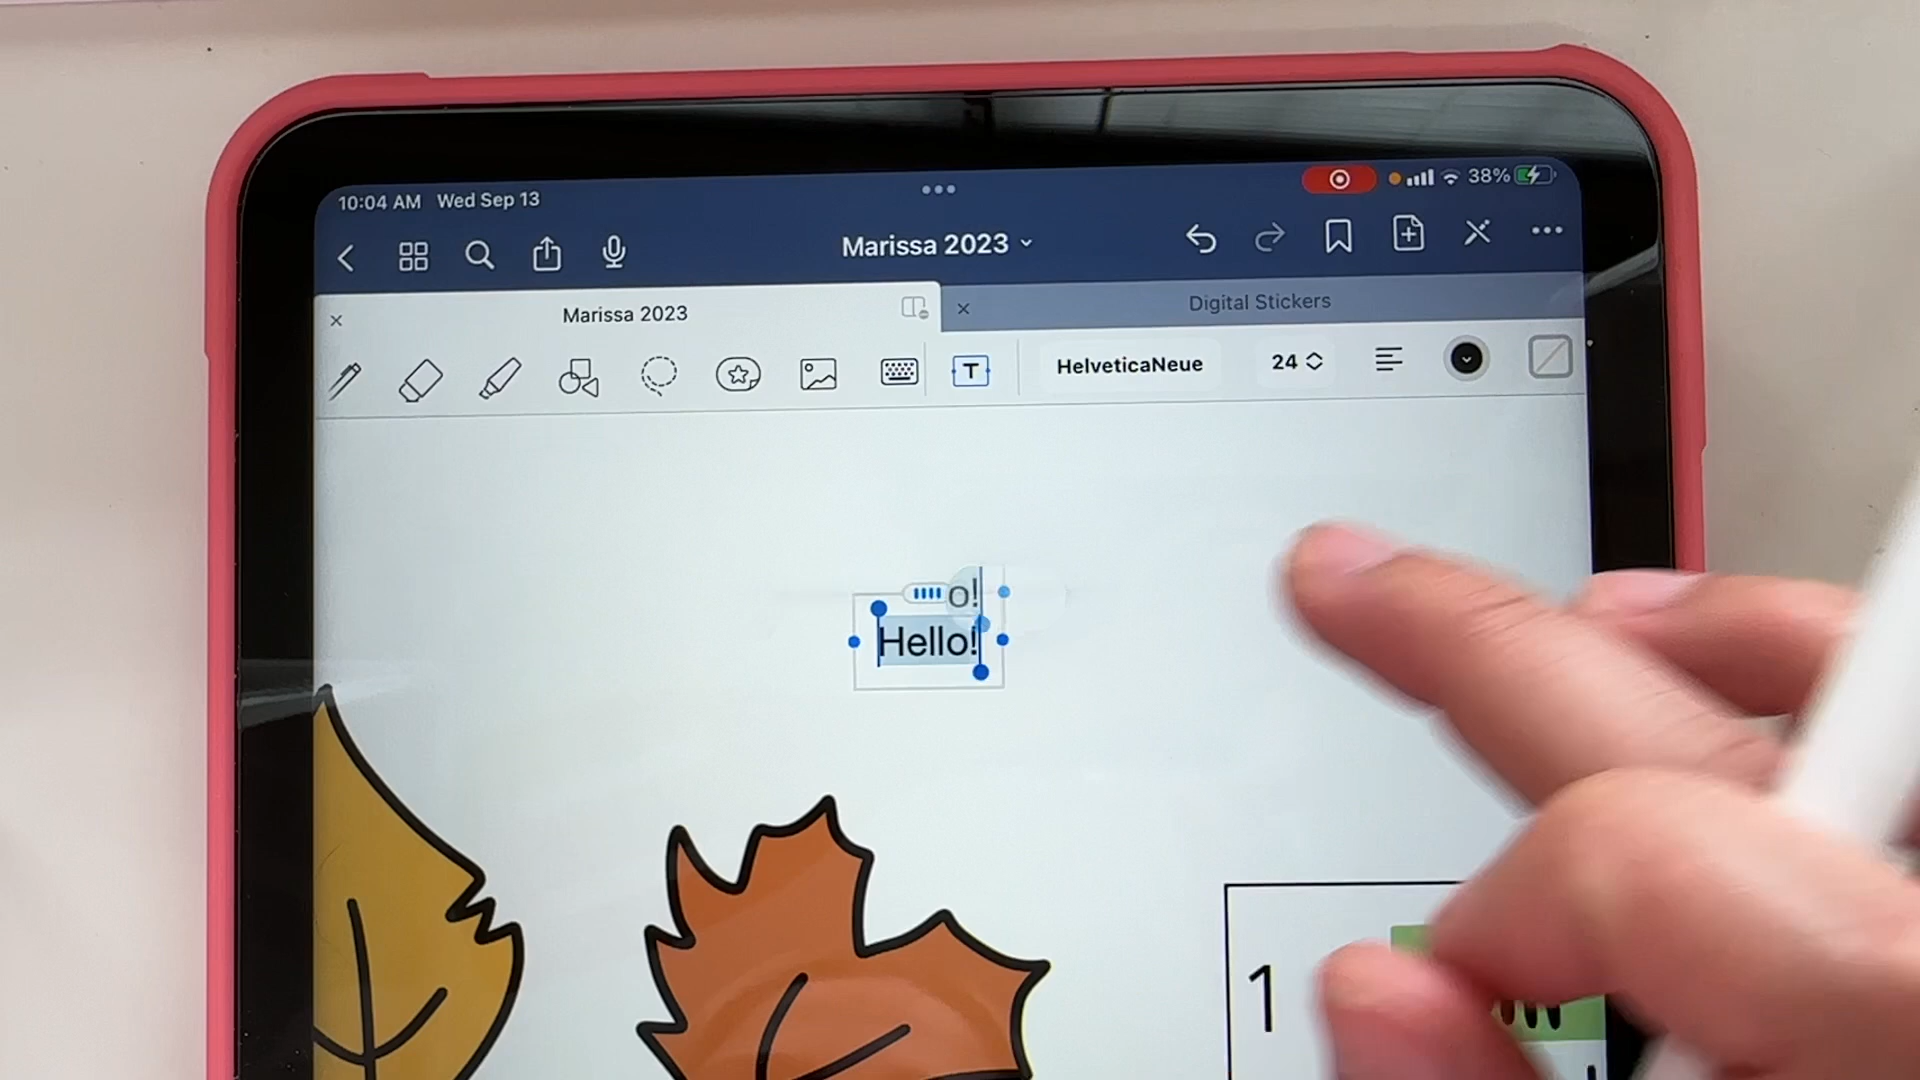 10:04 AM Wed Sep 13
38%
Marissa 2023
Marissa 2023
Digital Stickers
T
HelveticaNeue
24
o!
Hello!
1